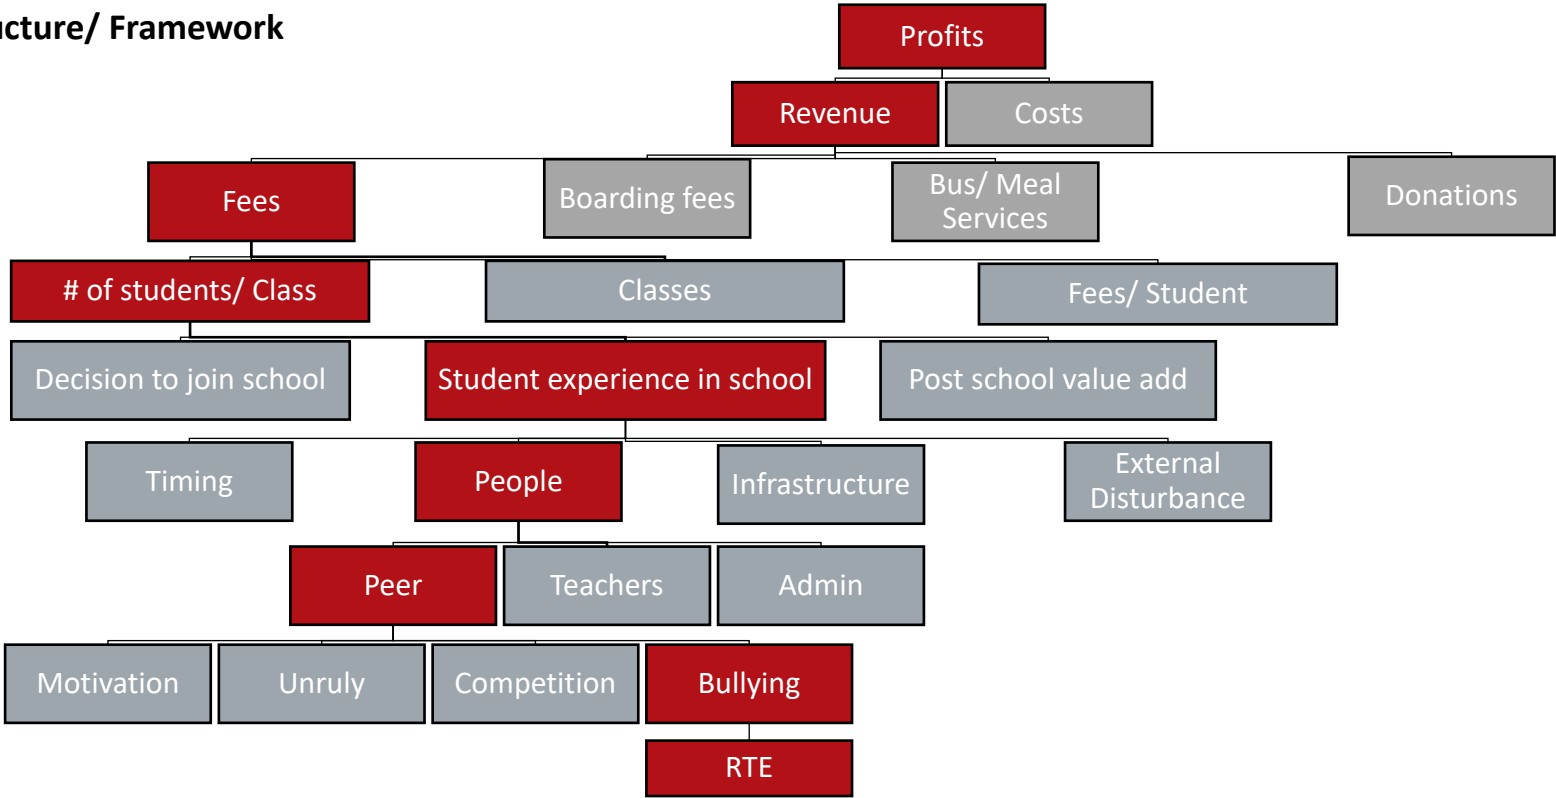 ucture/ Framework
Profits
Revenue
Costs
Fees
Boarding fees
Bus/ Meal
Services
Donations
# of students/ Class
Classes
Fees/ Student
Decision to join school
Student experience in school
Post school value add
Timing
People
Infrastructure
External
Disturbance
Peer
Teachers
Admin
Motivation
Unruly
Competition
Bullying
RTE